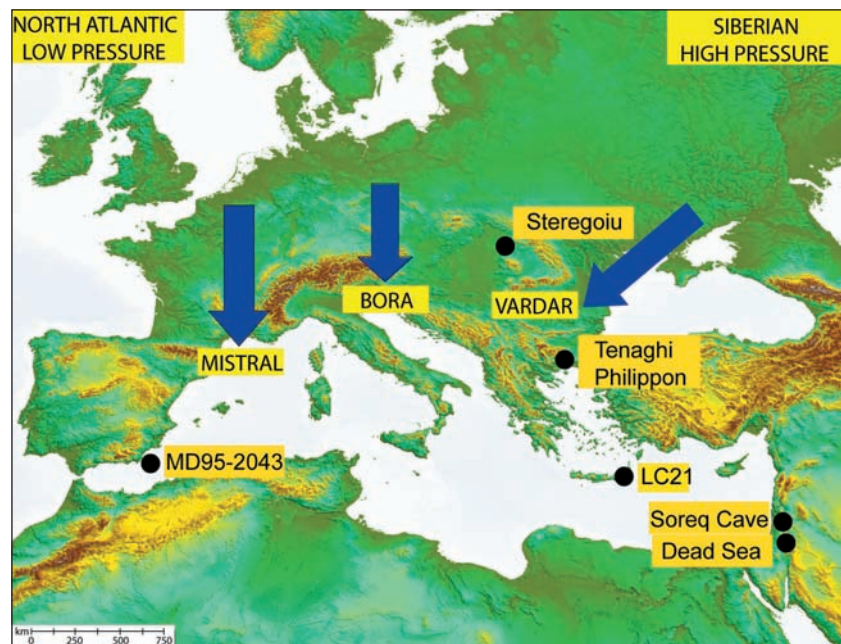 NORTH ATLANTIC
LOW PRESSURE
SIBERIAN
HIGH PRESSURE
Steregoiu
BORA
VARDAR
MISTRAL
Tenaghi
Philippon
MD95-2043
LC21
Soreq Cave
Dead Sea
km
0 250 500 750